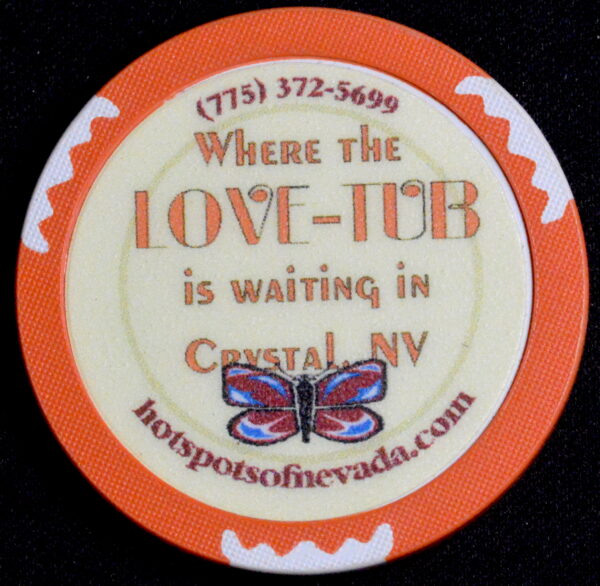 (775) 372-5699
WHERE THE
LOVE-TUB
IS WAITING IN
CRYSTAL, NV
hotspotsofnevada.com